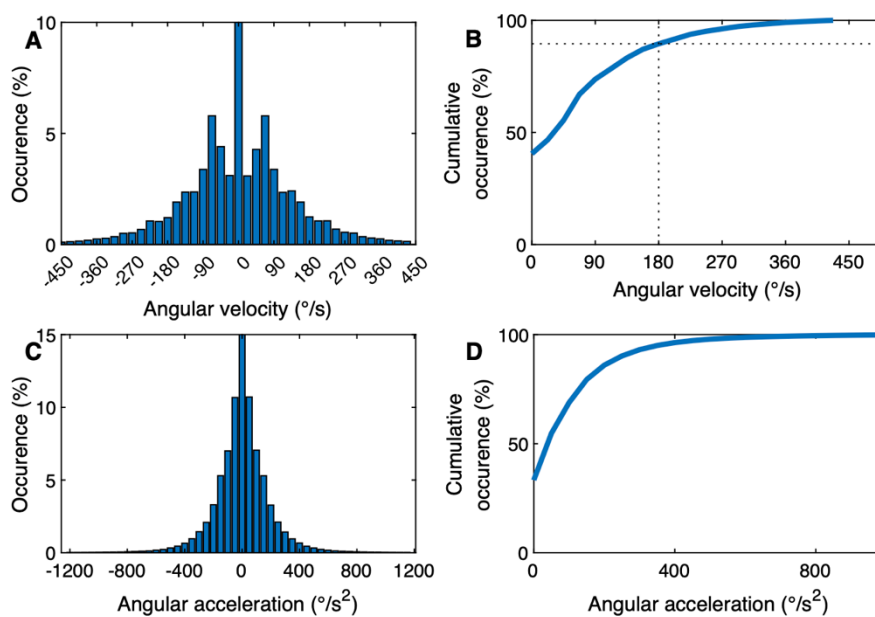 A
10
5
0
Occurence (%)
-450 -360 -270 -180 -90 0 90 180 270 360 450
Angular velocity (°/s)
B
100
50
0
Cumulative
occurence (%)
0 90 180 270 360 450
Angular velocity (°/s)
C
15
10
5
0
Occurence (%)
-1200 -400 0 400 1200
Angular acceleration (°/s²)
D
100
50
0
Cumulative
occurence (%)
0 400 800
Angular acceleration (°/s²)